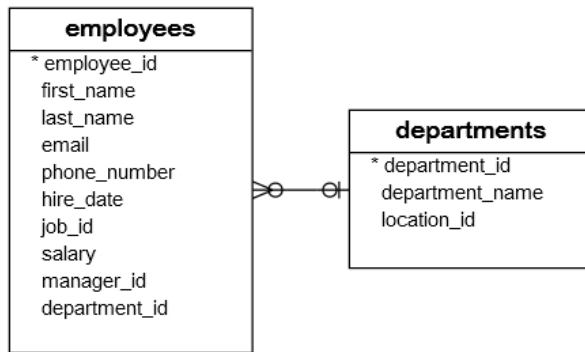 employees
* employee_id
first_name
last_name
email
phone_number
hire_date
job_id
salary
manager_id
department_id
departments
* department_id
department_name
location_id